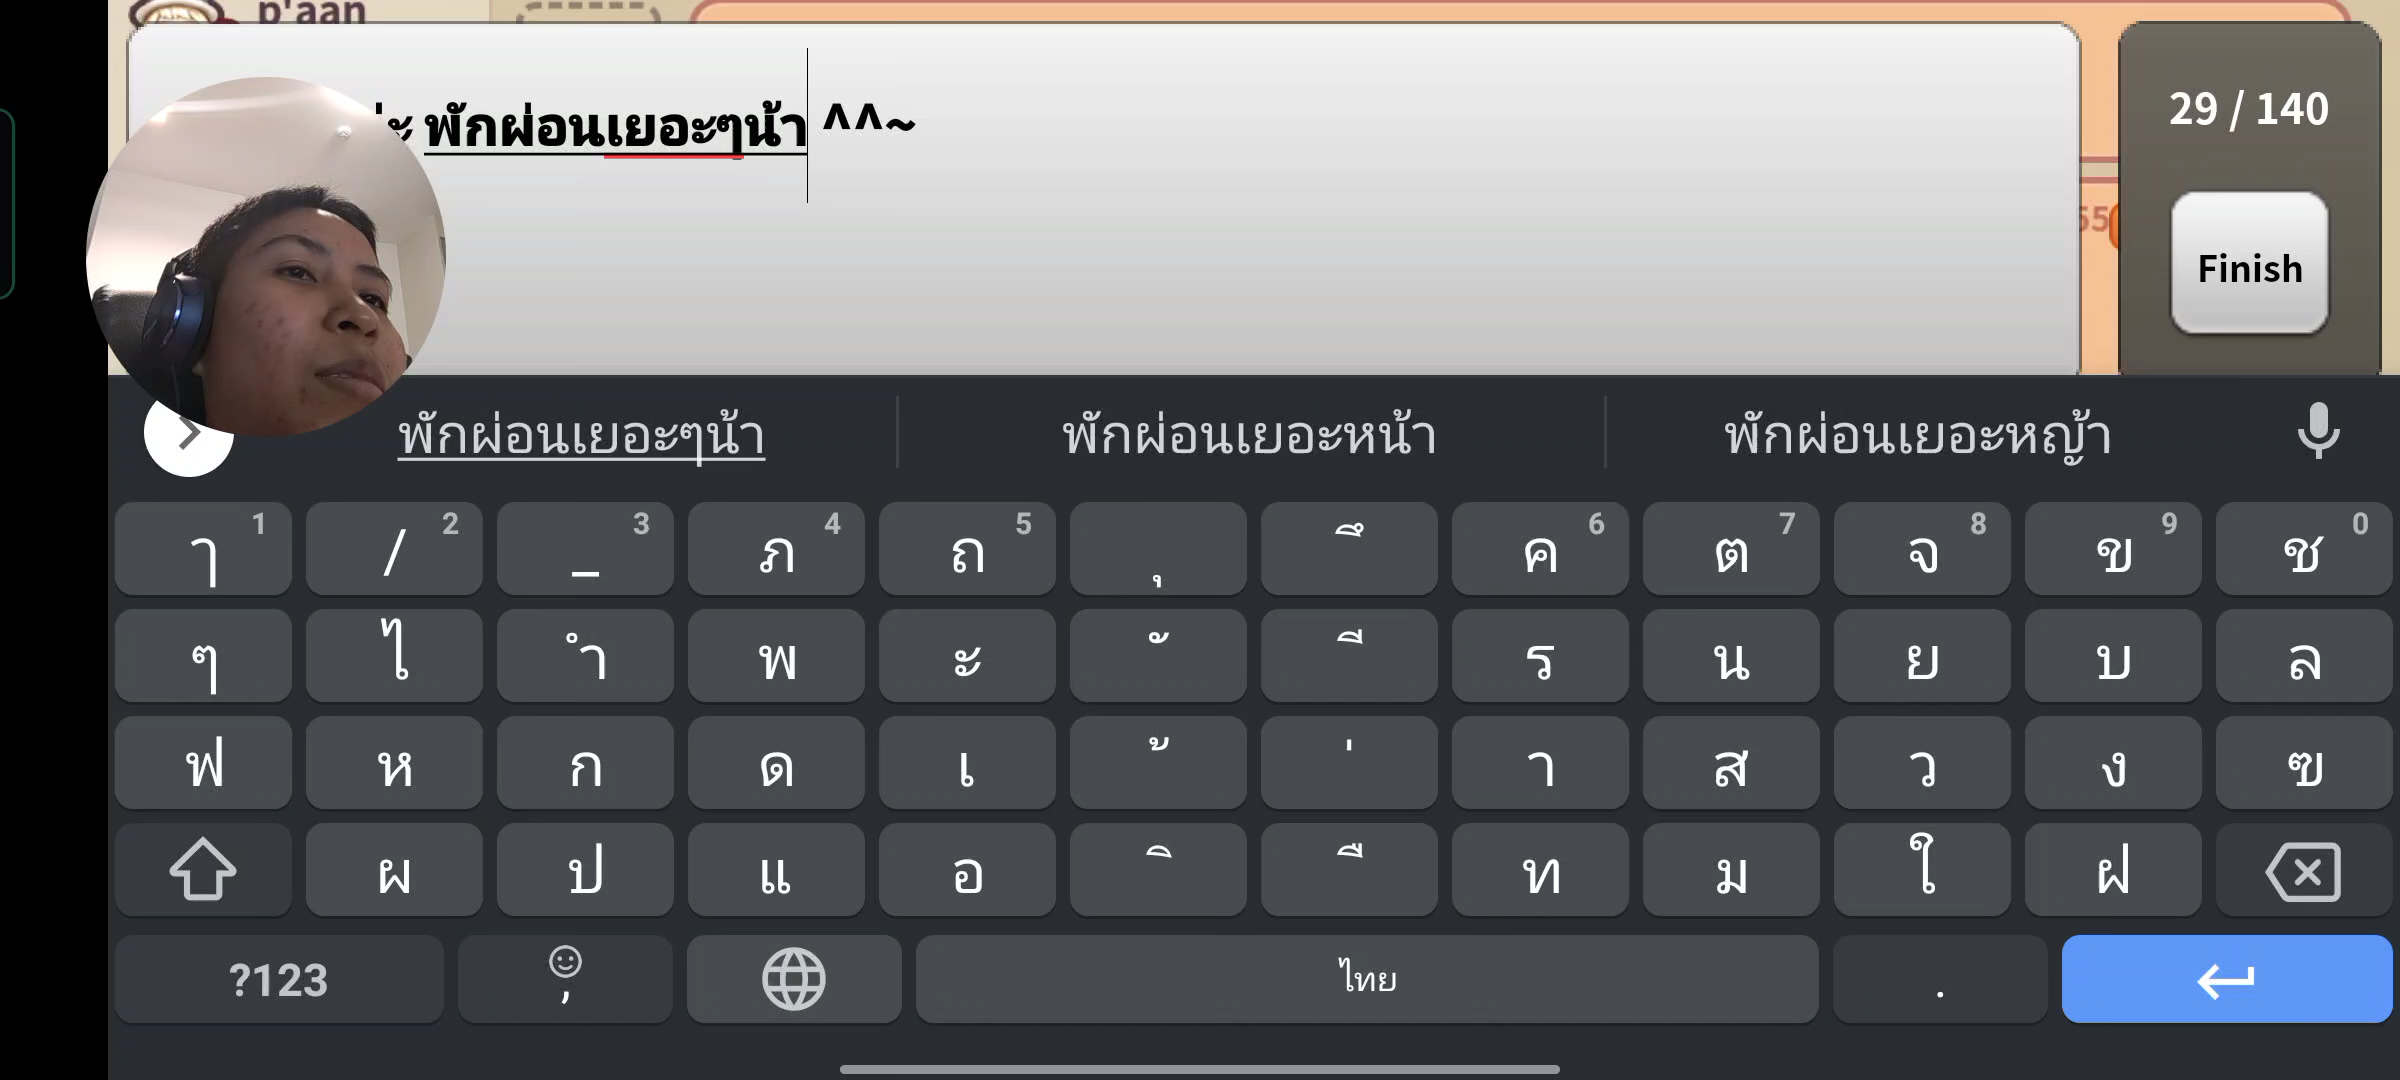 p'aan
พักผ่อนเยอะๆน้า ^^~
29 / 140
55
Finish
พักผ่อนเยอะๆน้า พักผ่อนเยอะหน้า พักผ่อนเยอะหญ้า
ๅ 1 / 2 _ 3 ภ 4 ถ 5 ุ ึ ค 6 ต 7 จ 8 ข 9 ช 0
ๆ ไ ำ พ ะ ั ี ร น ย บ ล
ฟ ห ก ด เ ้ ่ า ส ว ง ฃ
ผ ป แ อ ิ ื ท ม ใ ฝ
?123 , ไทย .